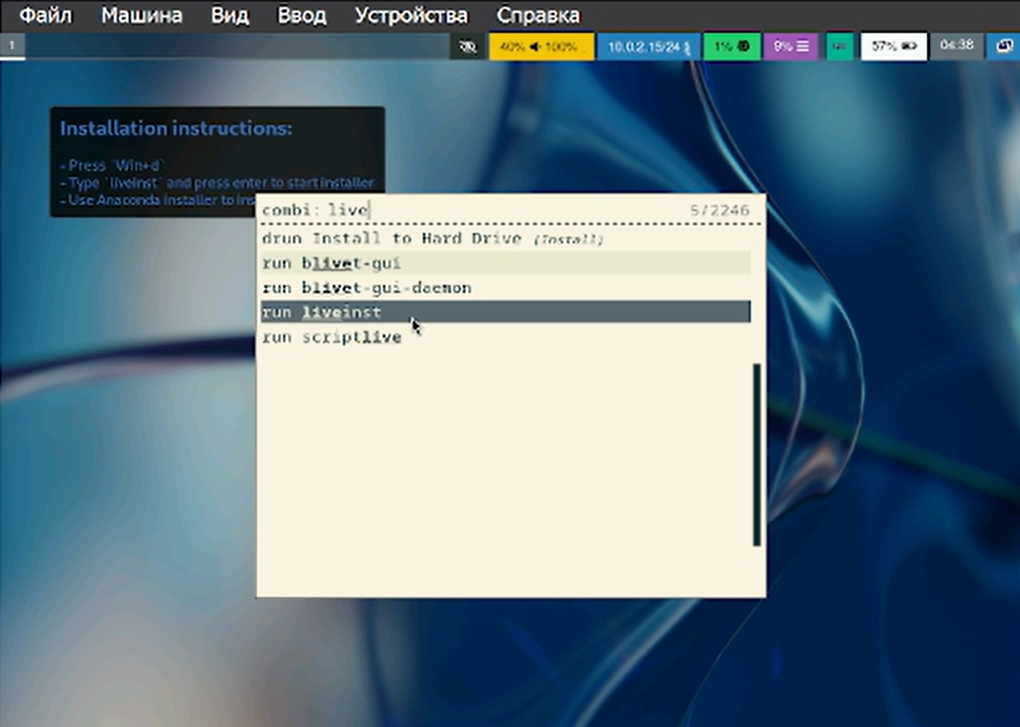 Файл Машина Вид Ввод Устройства Справка
1 40% 100% 10.0.2.15/24 1% 9% 57% 04:38
Installation instructions:
- Press `Win+d`
- Type `liveinst` and press enter to start installer
- Use Anaconda installer to ins
combi: live 5/2246
drun Install to Hard Drive (Install)
run blivet-gui
run blivet-gui-daemon
run liveinst
run scriptlive